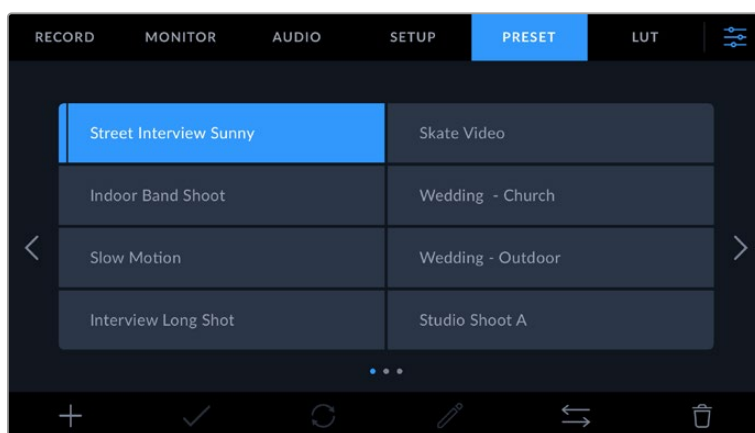 RECORD MONITOR AUDIO SETUP PRESET LUT
Street Interview Sunny
Skate Video
Indoor Band Shoot
Wedding - Church
Slow Motion
Wedding - Outdoor
Interview Long Shot
Studio Shoot A